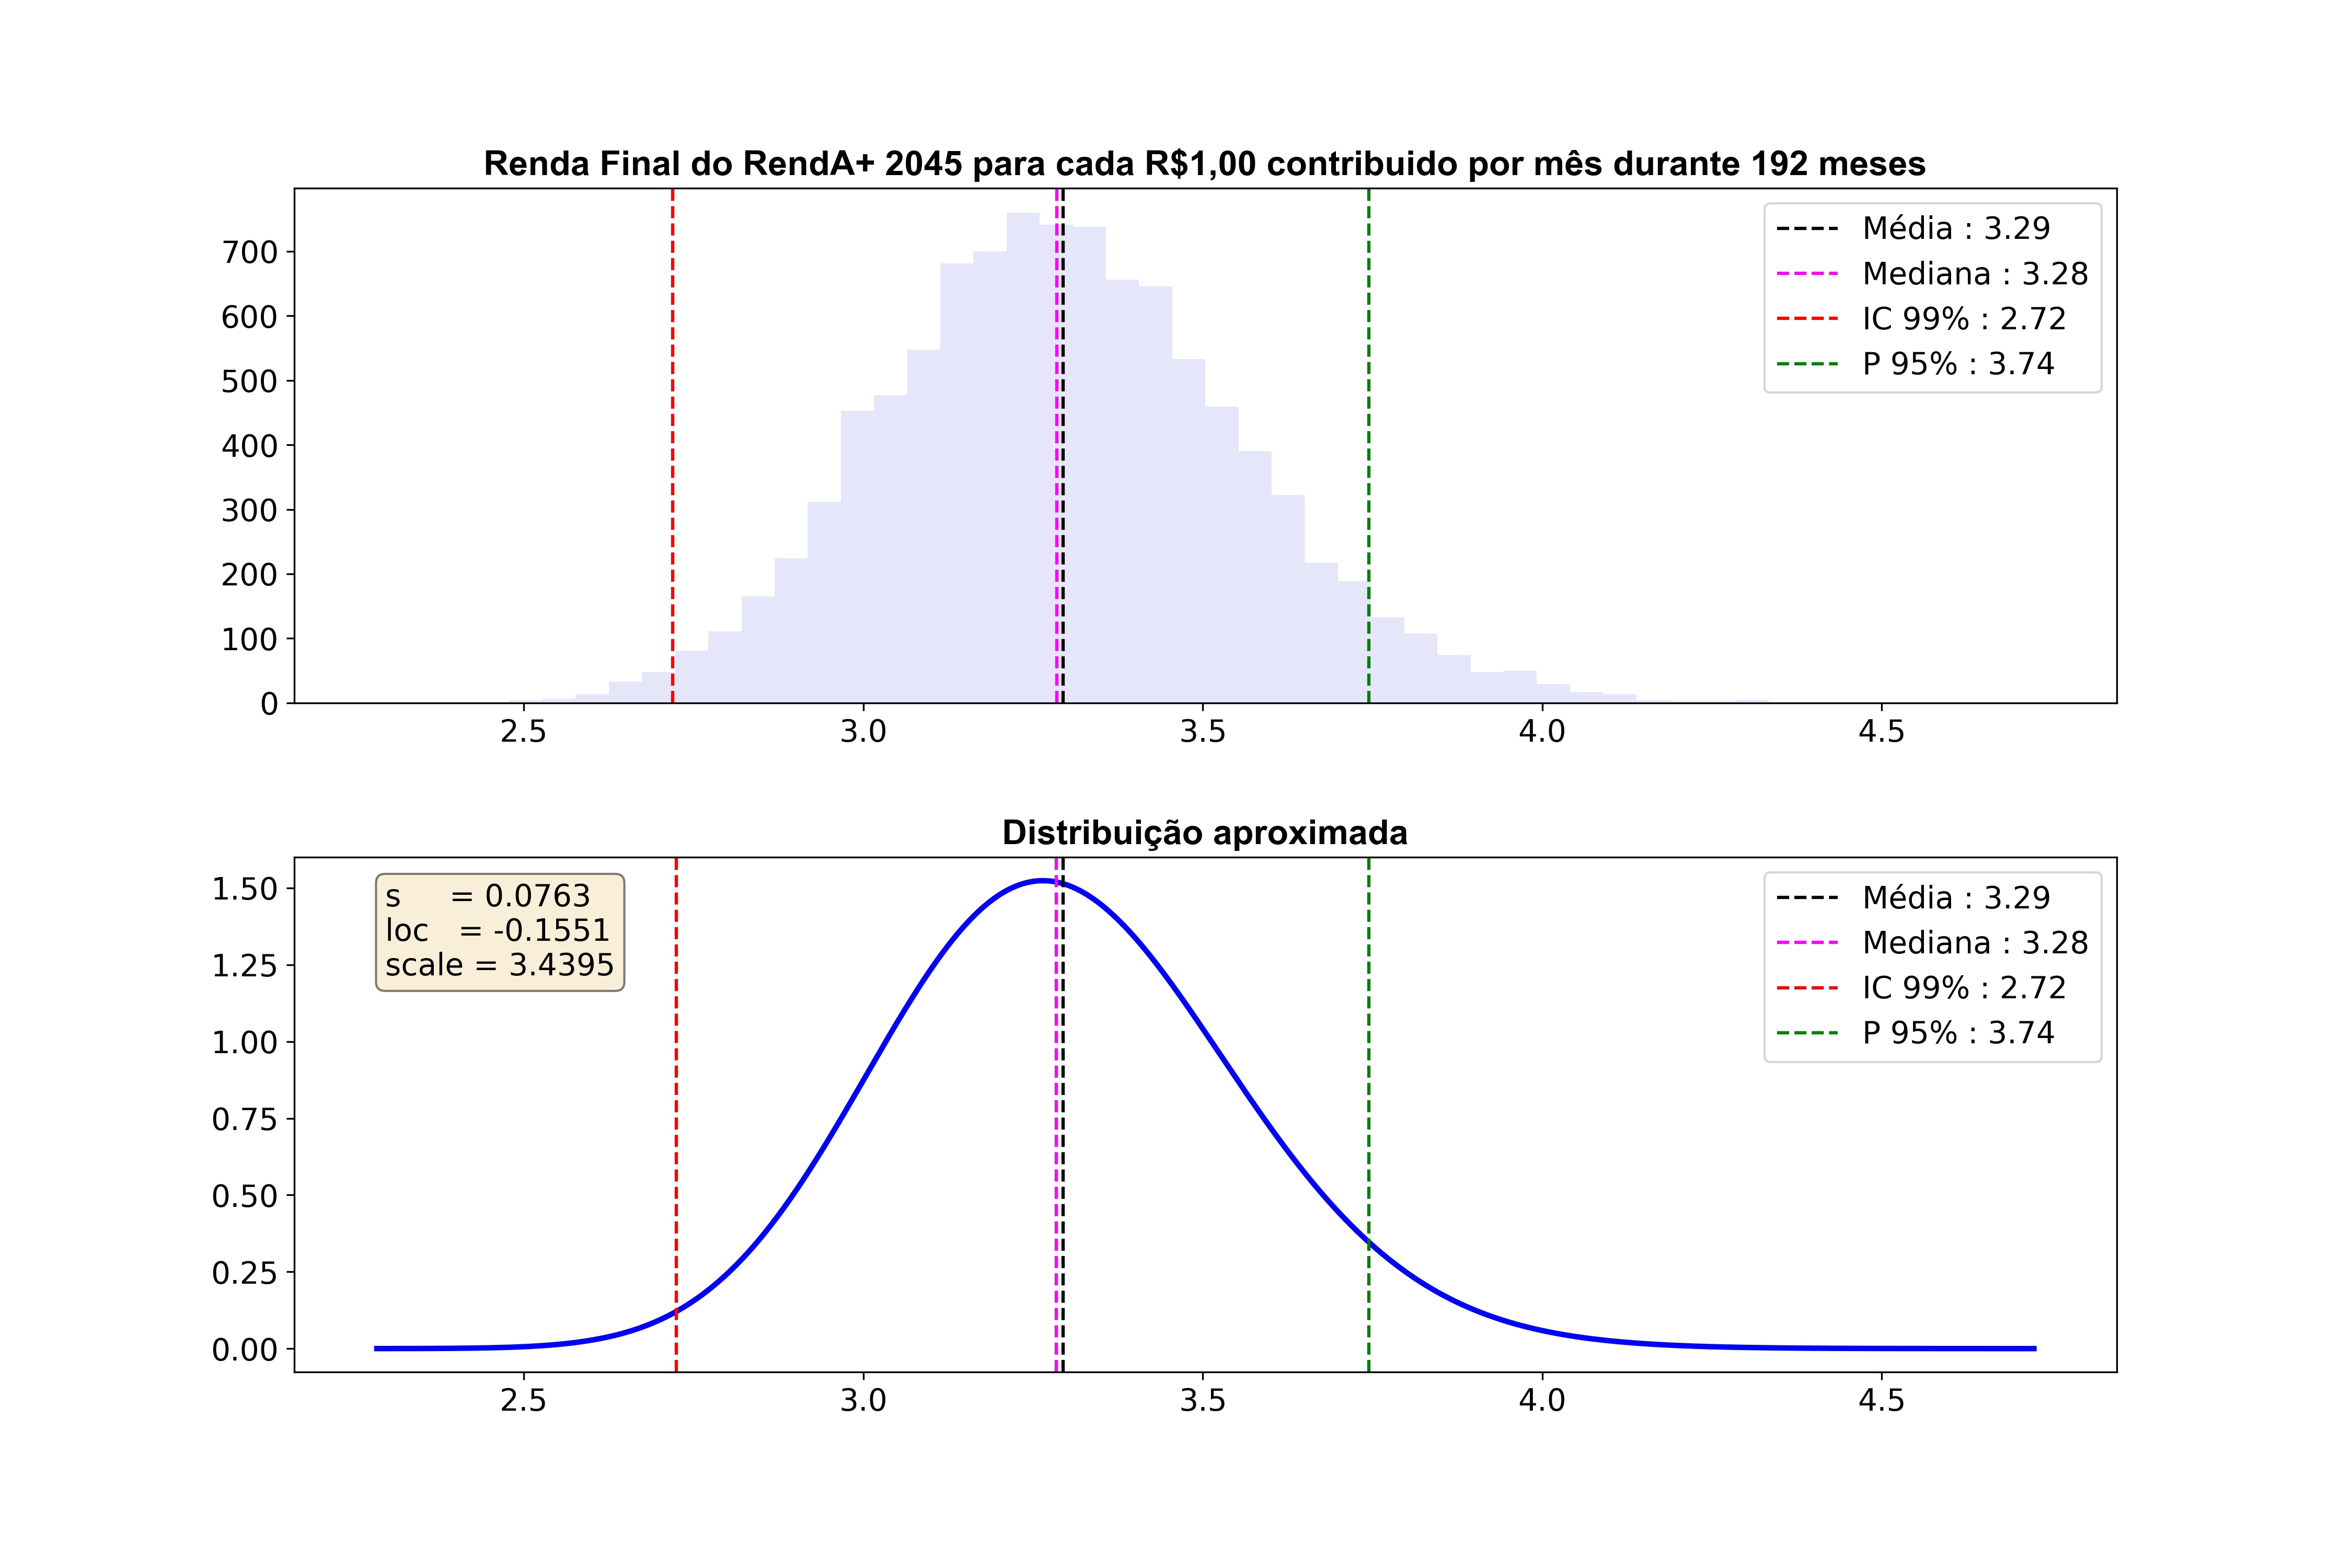 Renda Final do RendA+ 2045 para cada R$1,00 contribuido por mês durante 192 meses
700
600
500
400
300
200
100
0
2.5 3.0 3.5 4.0 4.5
Média : 3.29
Mediana : 3.28
IC 99% : 2.72
P 95% : 3.74
Distribuição aproximada
1.50
1.25
1.00
0.75
0.50
0.25
0.00
2.5 3.0 3.5 4.0 4.5
s = 0.0763
loc = -0.1551
scale = 3.4395
Média : 3.29
Mediana : 3.28
IC 99% : 2.72
P 95% : 3.74